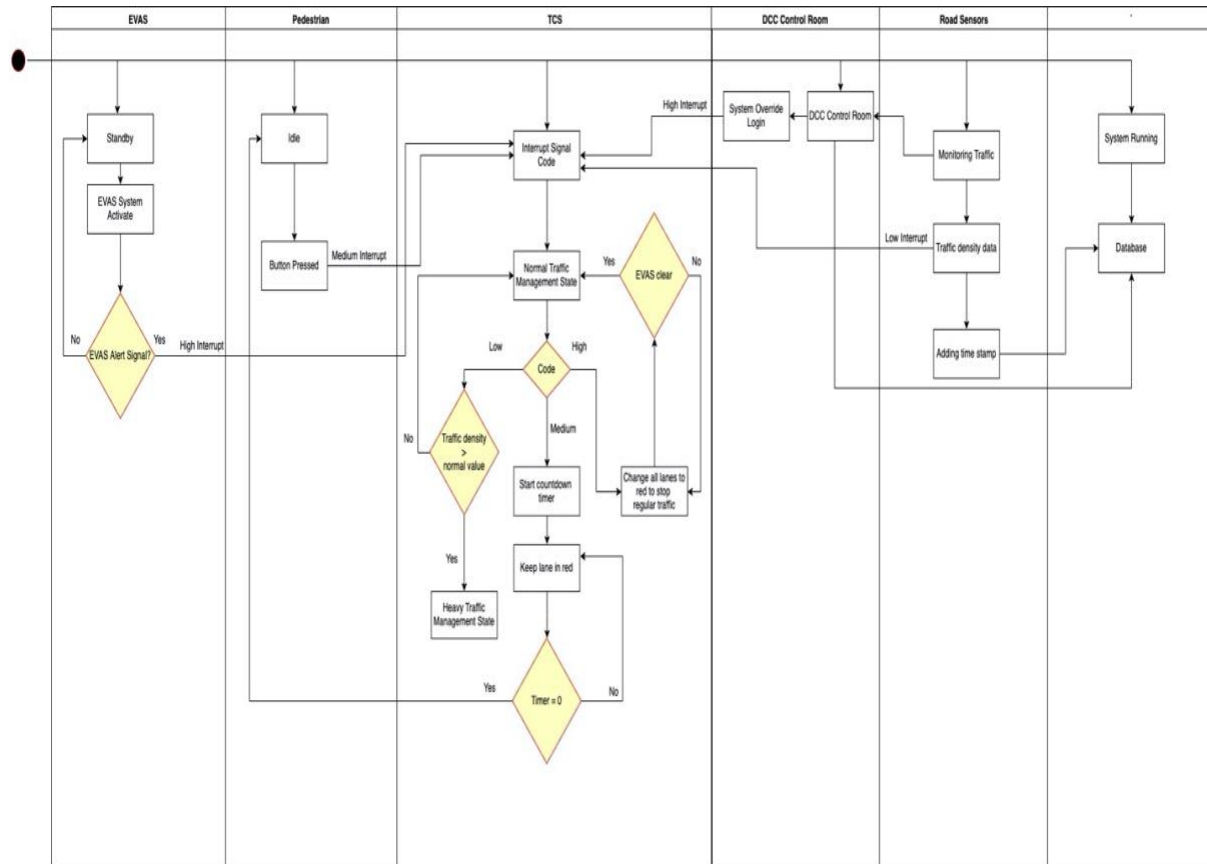 EVAS
Pedestrian
TCS
DCC Control Room
Road Sensors
Standby
EVAS System
Activate
EVAS Alert Signal?
No
Yes
High Interrupt
Idle
Button Pressed
Medium Interrupt
Interrupt Signal
Code
Normal Traffic
Management State
Yes
EVAS clear
No
Low
Code
High
Medium
No
Traffic density
>
normal value
Yes
Heavy Traffic
Management State
Start countdown
timer
Change all lanes to
red to stop
regular traffic
Keep lane in red
Yes
Timer = 0
No
High Interrupt
System Override
Login
DCC Control Room
Monitoring Traffic
Low Interrupt
Traffic density data
Adding time stamp
System Running
Database